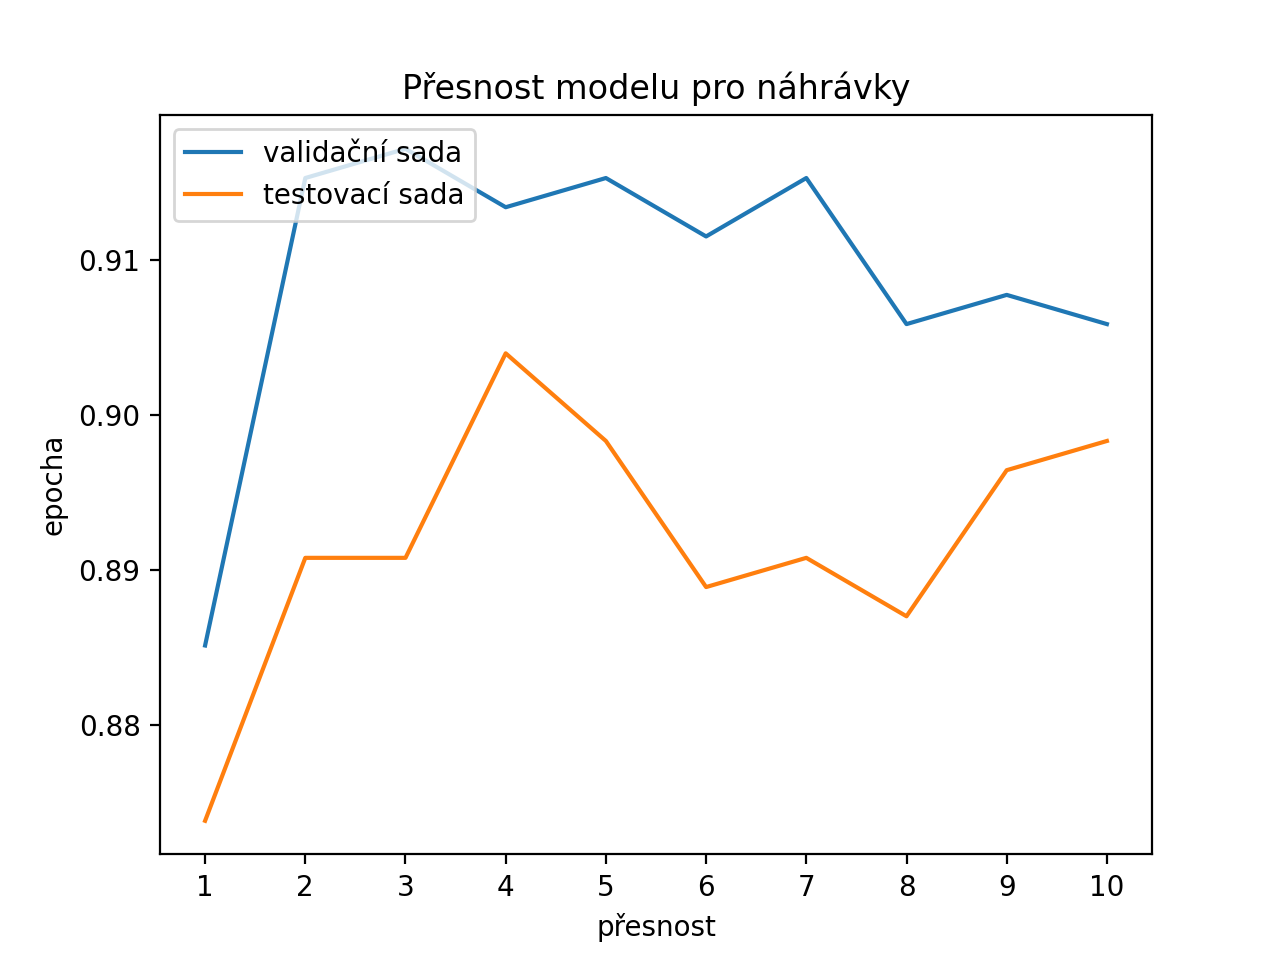 Přesnost modelu pro náhrávky
validační sada
testovací sada
0.91
0.90
0.89
0.88
epocha
1 2 3 4 5 6 7 8 9 10
přesnost